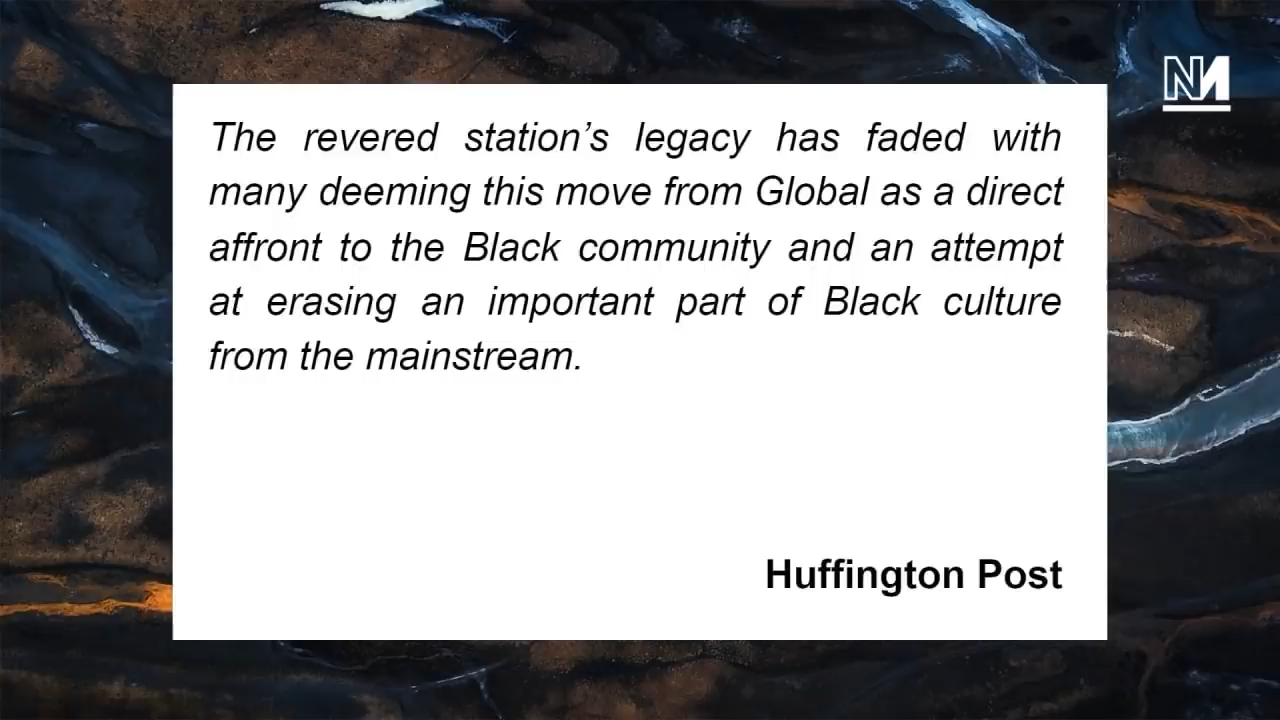 NM
The revered station's legacy has faded with
many deeming this move from Global as a direct
affront to the Black community and an attempt
at erasing an important part of Black culture
from the mainstream.
Huffington Post